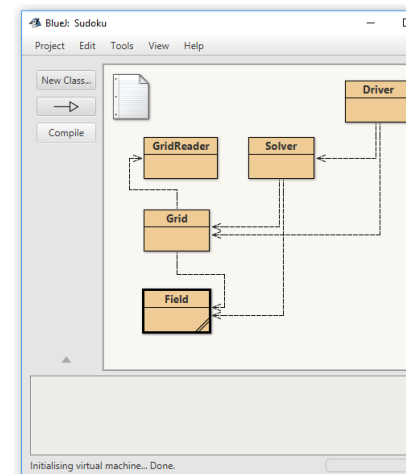 BlueJ: Sudoku
Project Edit Tools View Help
New Class...
Compile
Driver
GridReader
Solver
Grid
Field
Initialising virtual machine... Done.